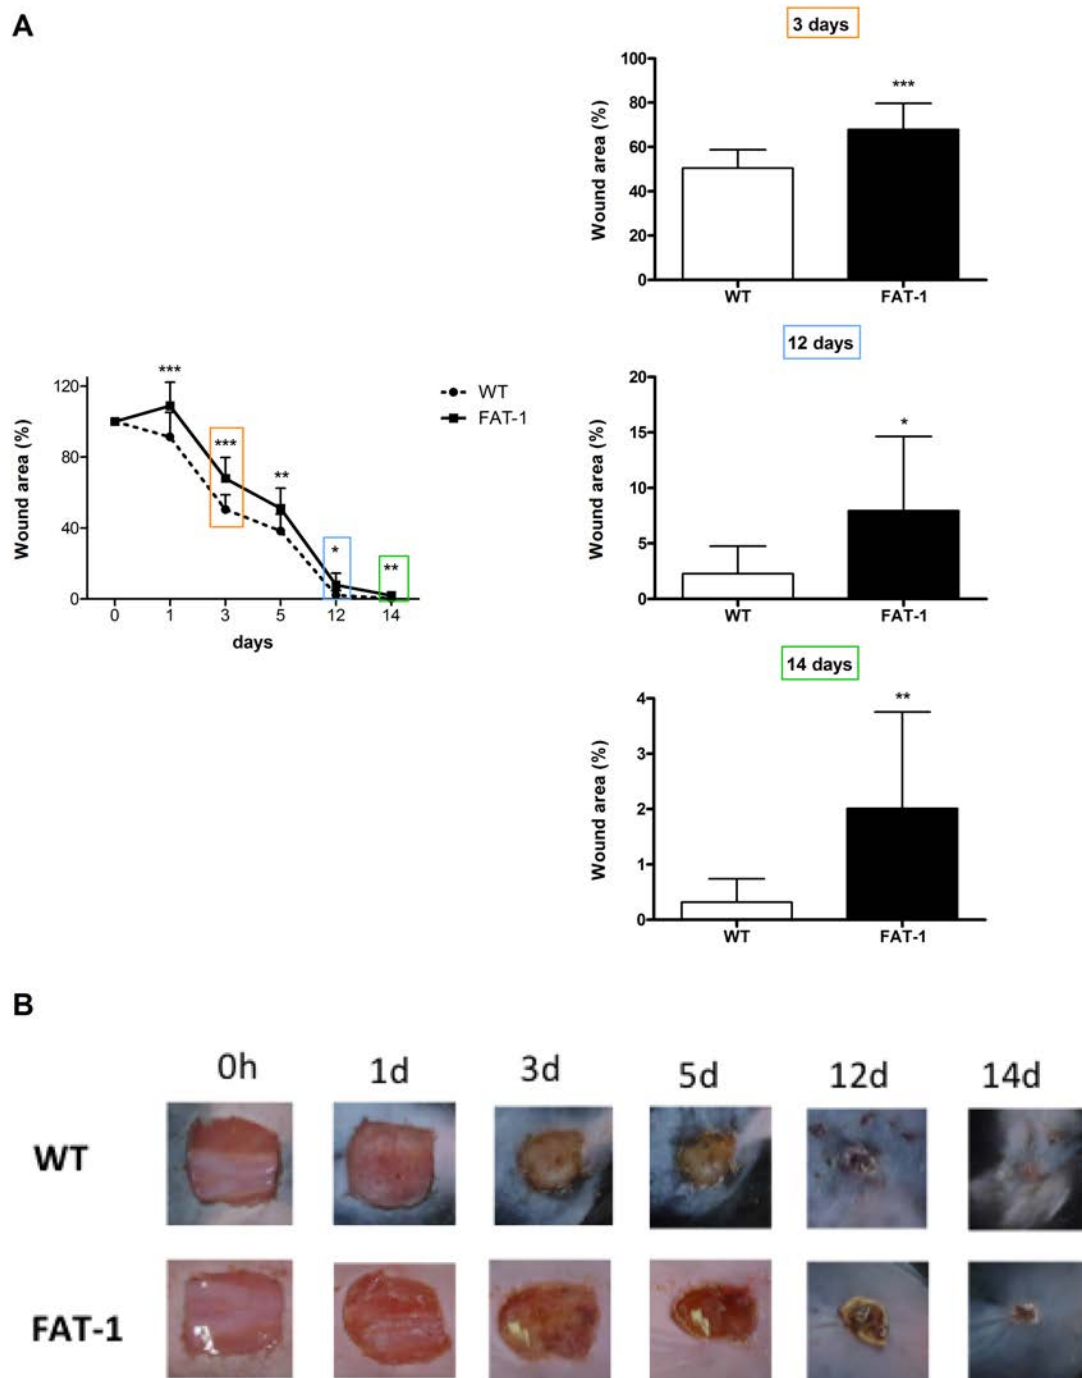 A
3 days
100
80
60
40
20
0
Wound area (%)
***
WT
FAT-1
12 days
20
15
10
5
0
Wound area (%)
*
WT
FAT-1
120
80
40
0
Wound area (%)
***
***
**
*
**
0 1 3 5 12 14
days
WT
FAT-1
14 days
4
3
2
1
0
Wound area (%)
**
WT
FAT-1
B
0h 1d 3d 5d 12d 14d
WT
FAT-1